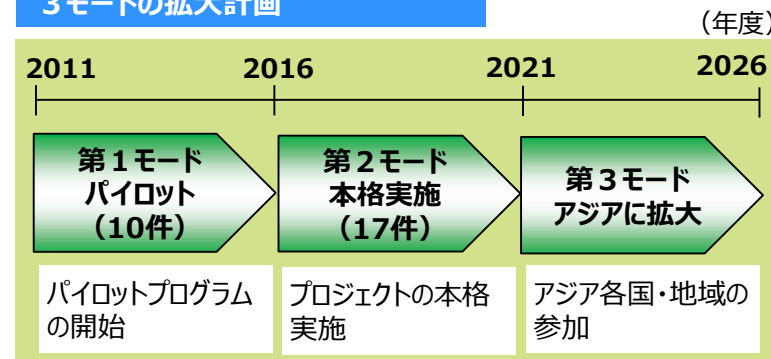 3モードの拡大計画
（年度）
2011 2016 2021 2026
第１モード
パイロット
（10件）
第２モード
本格実施
（17件）
第３モード
アジアに拡大
パイロットプログラム
の開始
プロジェクトの本格
実施
アジア各国・地域の
参加